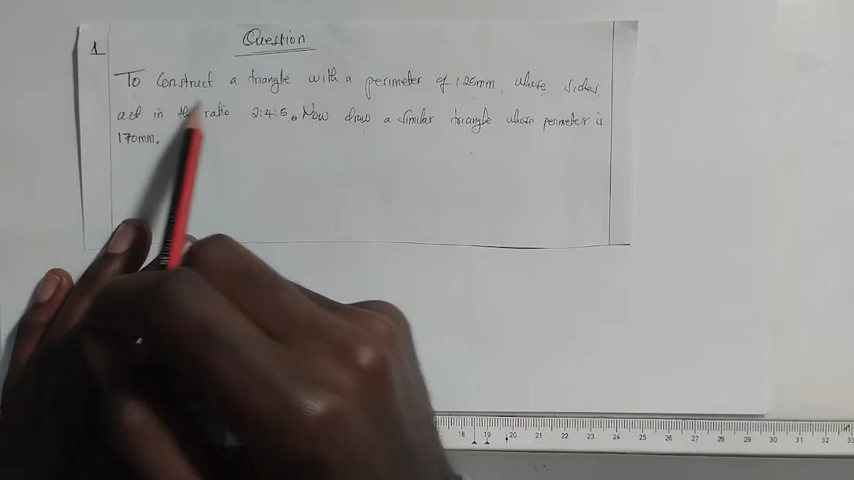 1
Question
To Construct a triangle with a perimeter of 125mm, whose sides
are in the ratio 2:4:5. Now draw a similar triangle whose perimeter is
170mm.
18 19 20 21 22 23 24 25 26 27 28 29 30 31 32 33